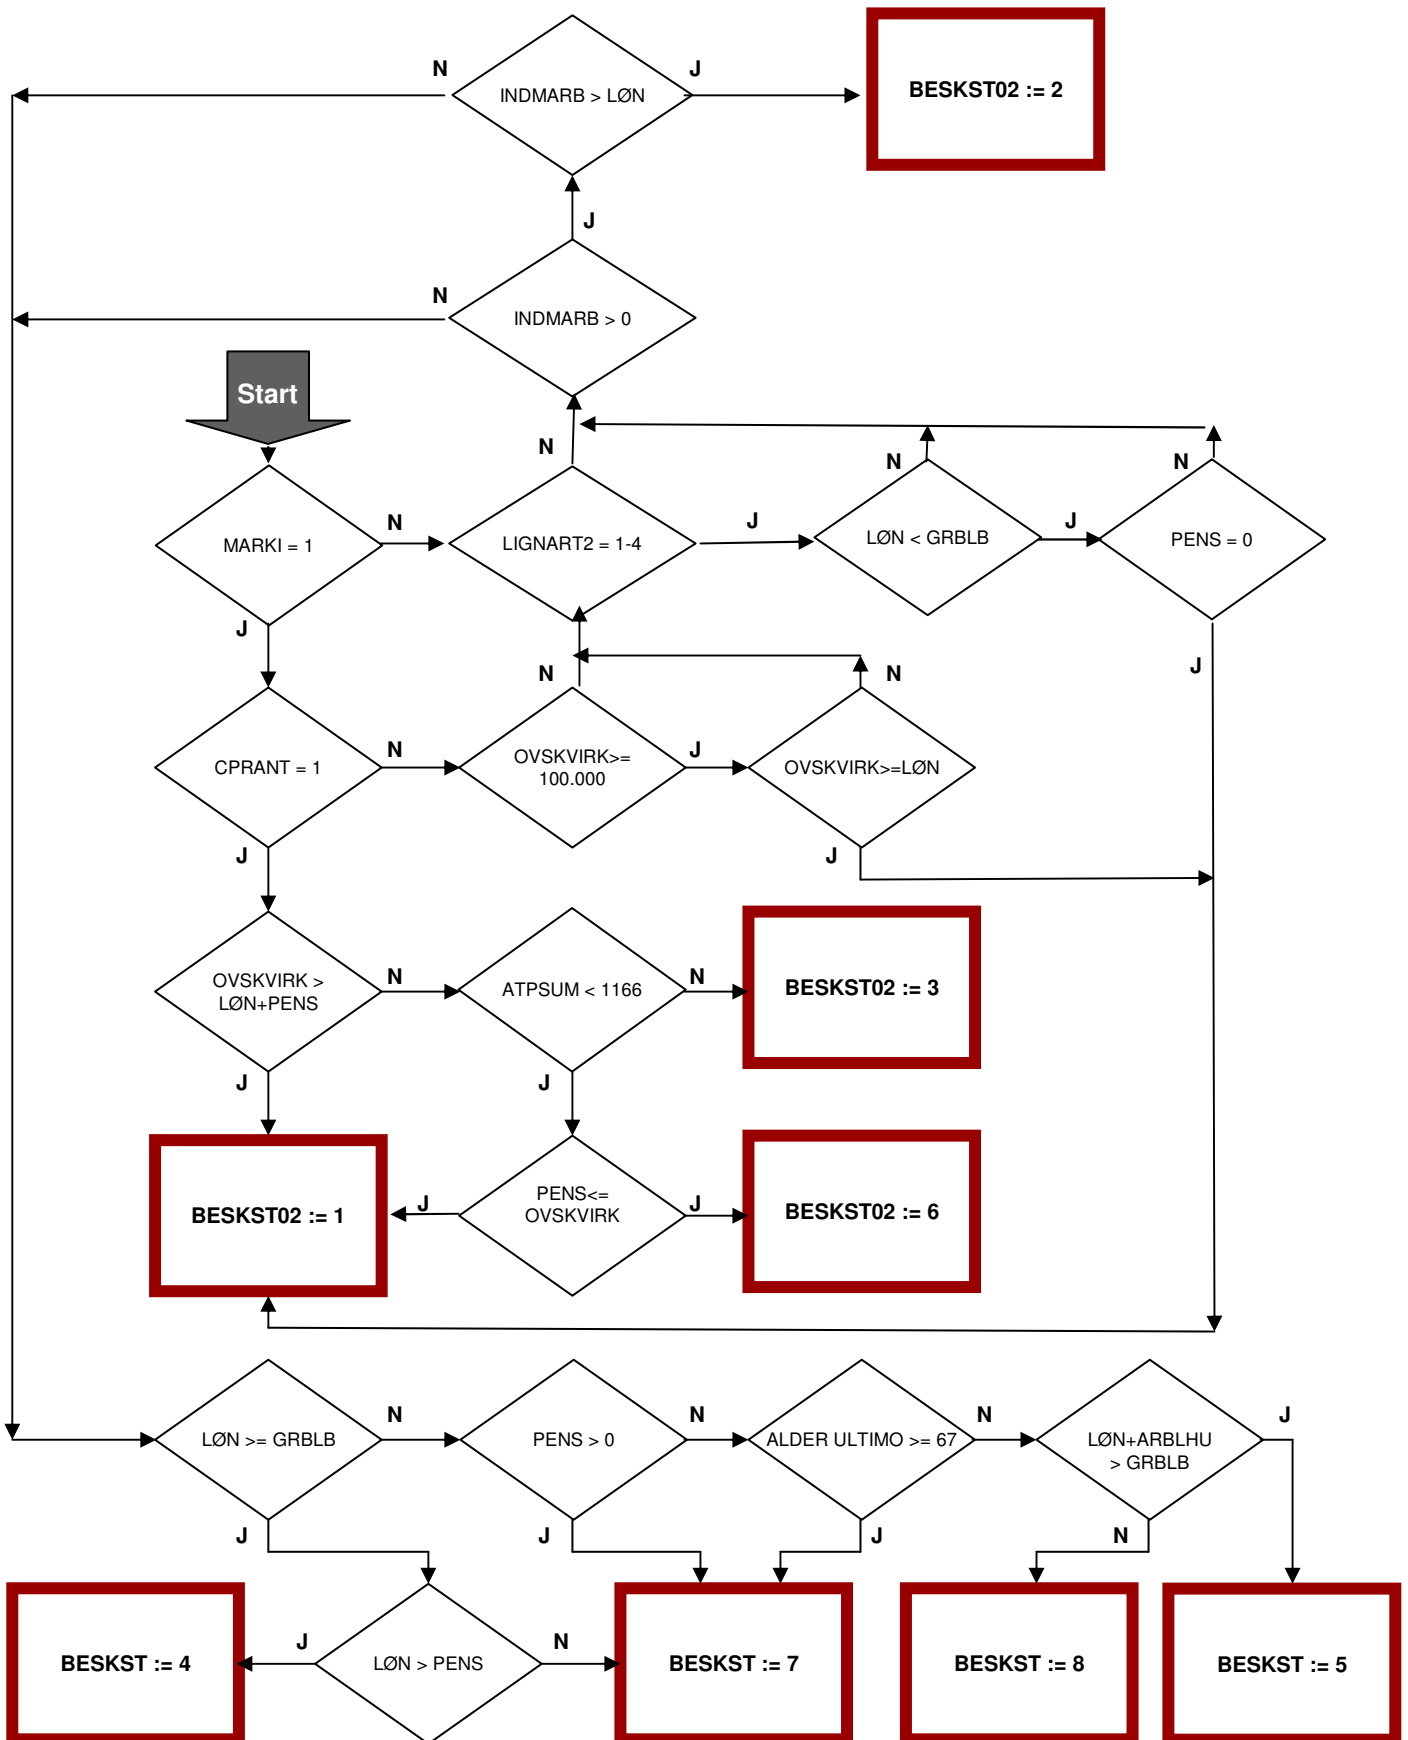 N
J
INDMARB > LØN
BESKST02 := 2
J
N
INDMARB > 0
Start
N
N
MARKI = 1
N
LIGNART2 = 1-4
J
LØN < GRBLB
J
N
PENS = 0
J
J
N
N
CPRANT = 1
N
OVSKVIRK>=
100.000
J
OVSKVIRK>=LØN
J
J
OVSKVIRK >
LØN+PENS
N
ATPSUM < 1166
N
BESKST02 := 3
J
J
BESKST02 := 1
J
PENS<=
OVSKVIRK
J
BESKST02 := 6
LØN >= GRBLB
N
PENS > 0
N
ALDER ULTIMO >= 67
N
LØN+ARBLHU
> GRBLB
J
J
J
J
N
BESKST := 4
J
LØN > PENS
N
BESKST := 7
BESKST := 8
BESKST := 5